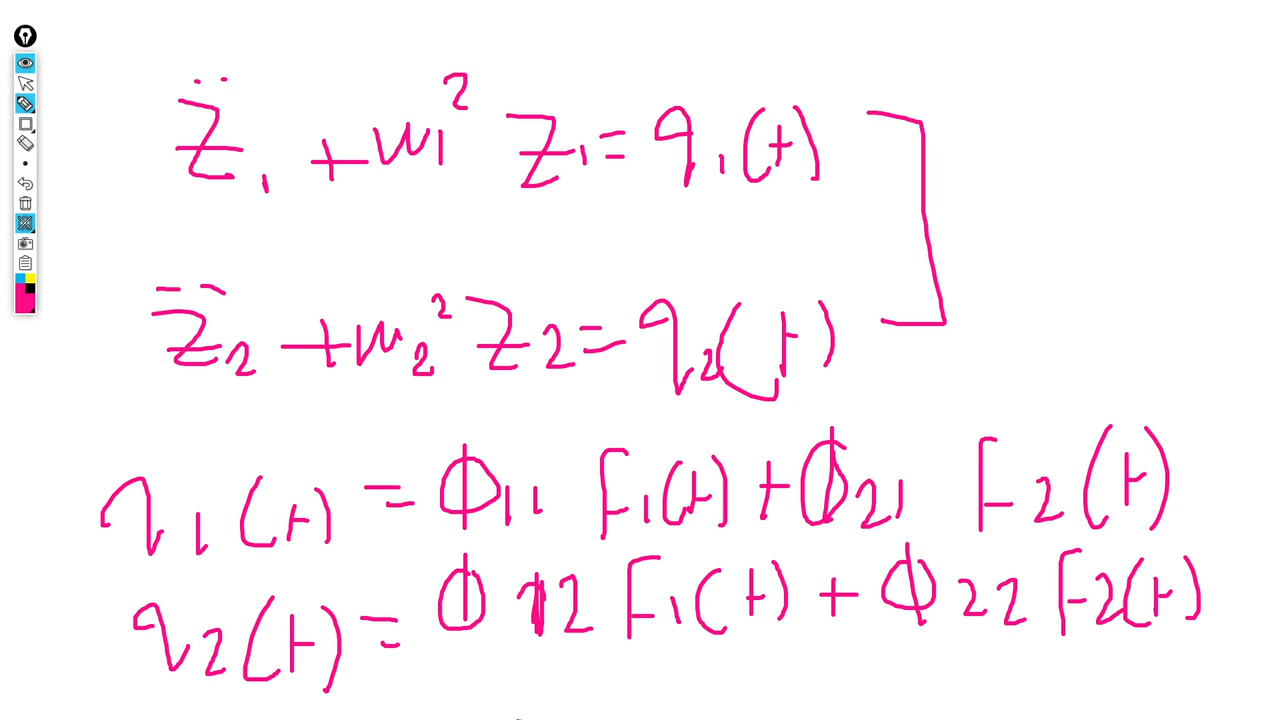 z̈₁ + ω₁² z₁ = q₁(t)
z̈₂ + ω₂² z₂ = q₂(t)
q₁(t) = Φ₁₁ F₁(t) + Φ₂₁ F₂(t)
q₂(t) = Φ₁₂ F₁(t) + Φ₂₂ F₂(t)